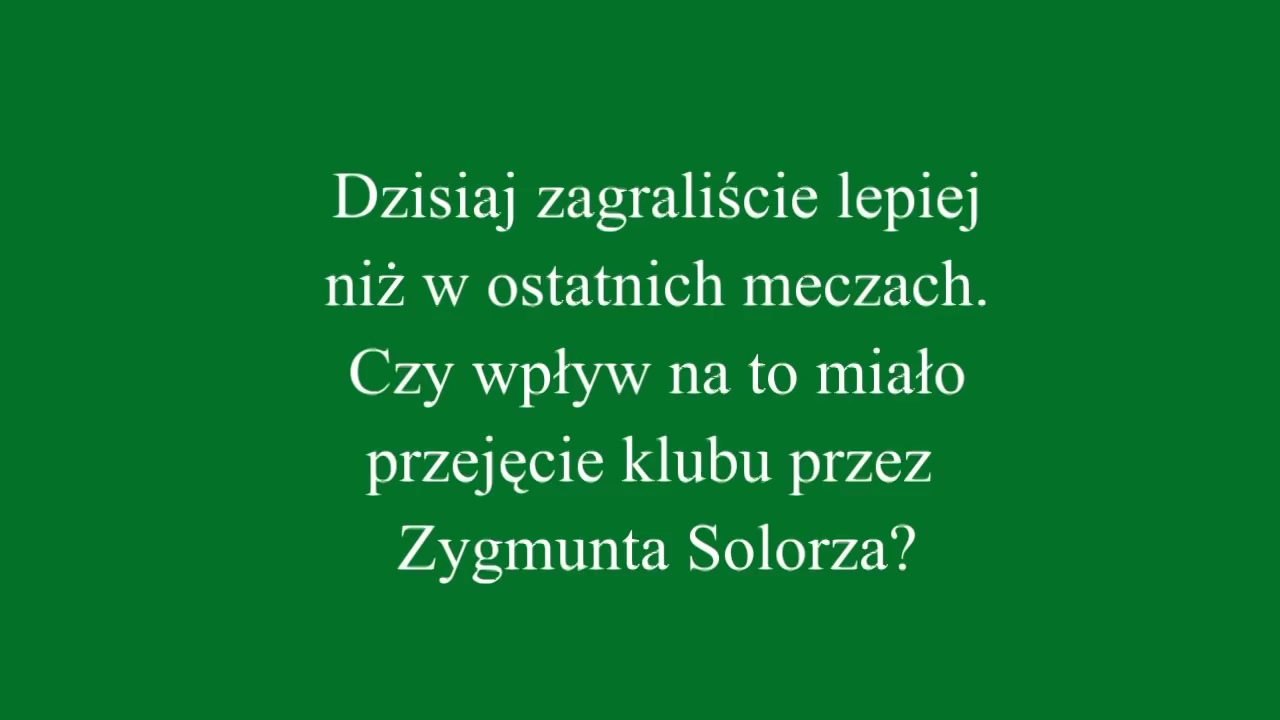 Dzisiaj zagraliście lepiej
niż w ostatnich meczach.
Czy wpływ na to miało
przejęcie klubu przez
Zygmunta Solorza?